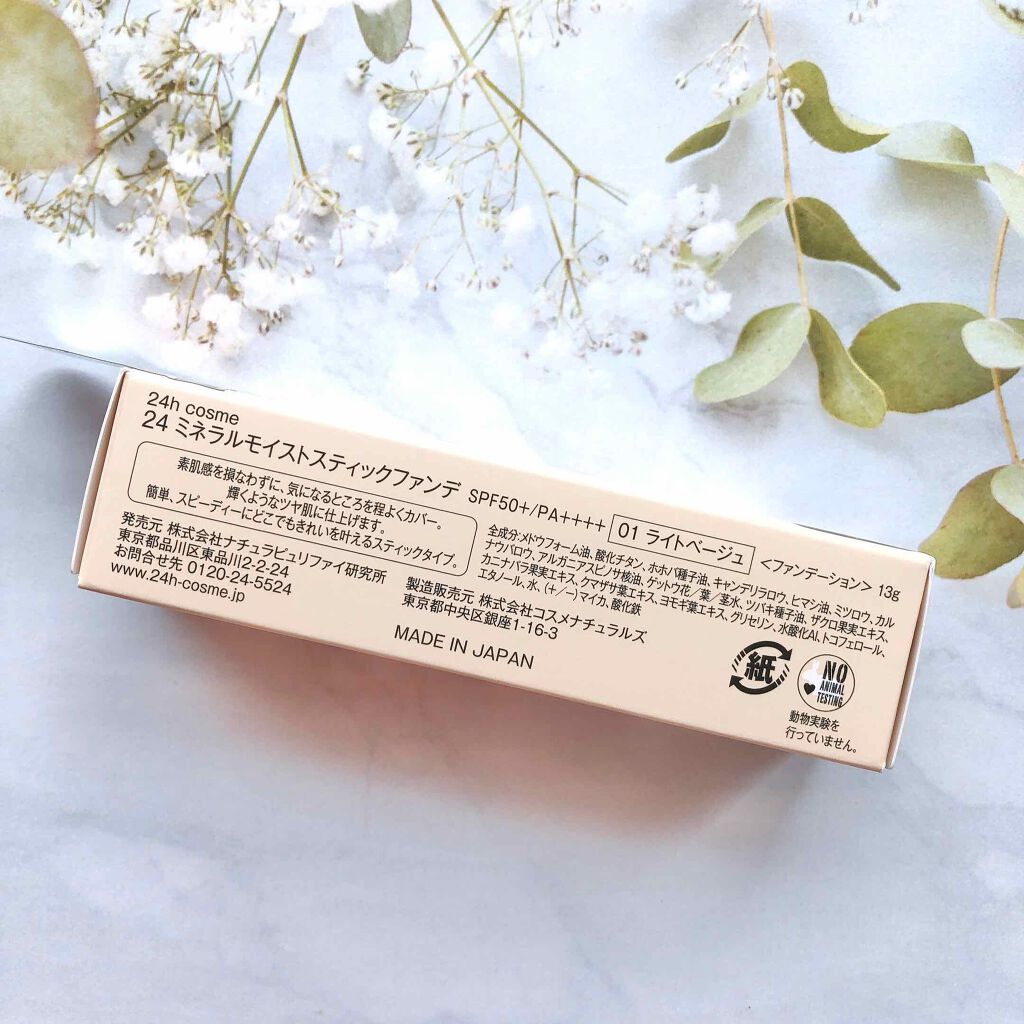 24h cosme
24 ミネラルモイストスティックファンデ SPF50+/PA++++ 01 ライトベージュ <ファンデーション> 13g
素肌感を損なわずに、気になるところを程よくカバー。
輝くようなツヤ肌に仕上げます。
簡単、スピーディーにどこでもきれいを叶えるスティックタイプ。
発売元 株式会社ナチュラピュリファイ研究所
東京都品川区東品川2-2-24
お問合せ先 0120-24-5524
www.24h-cosme.jp
全成分:メドウフォーム油、酸化チタン、ホホバ種子油、キャンデリラロウ、ヒマシ油、ミツロウ、カル
ナウバロウ、アルガニアスピノサ核油、ゲットウ花/葉/茎水、ツバキ種子油、ザクロ果実エキス、
カニナバラ果実エキス、クマザサ葉エキス、ヨモギ葉エキス、グリセリン、水酸化Al、トコフェロール、
エタノール、水、(+/−)マイカ、酸化鉄
製造販売元 株式会社コスメナチュラルズ
東京都中央区銀座1-16-3
MADE IN JAPAN
紙
NO
ANIMAL
TESTING
動物実験を
行っていません。